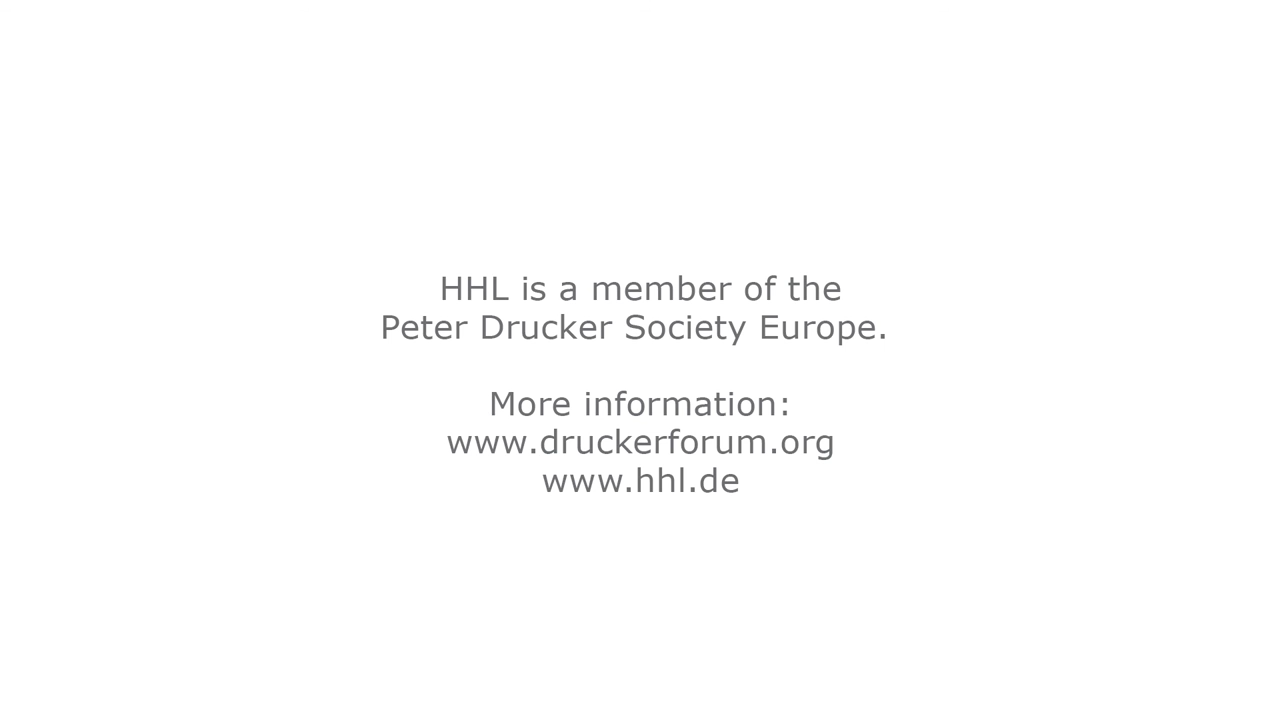 HHL is a member of the
Peter Drucker Society Europe.
More information:
www.druckerforum.org
www.hhl.de